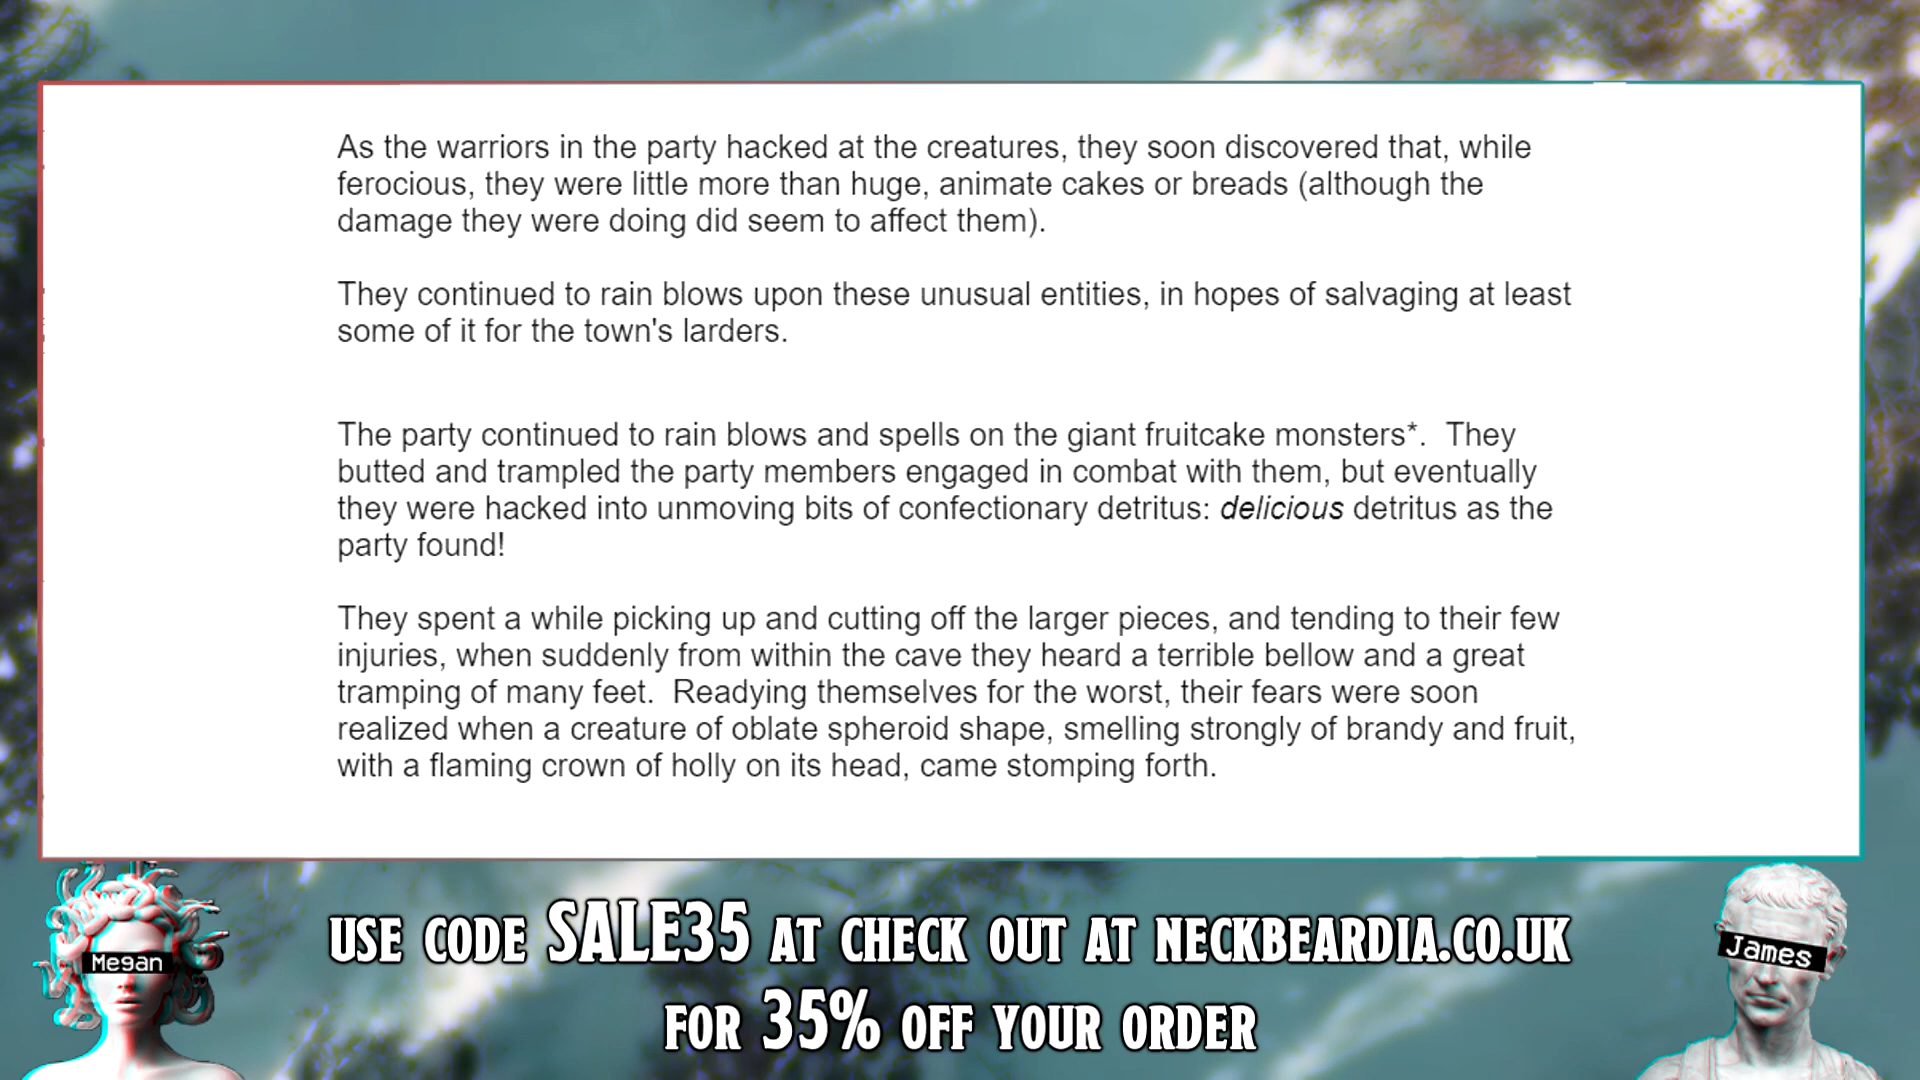 As the warriors in the party hacked at the creatures, they soon discovered that, while
ferocious, they were little more than huge, animate cakes or breads (although the
damage they were doing did seem to affect them).
They continued to rain blows upon these unusual entities, in hopes of salvaging at least
some of it for the town's larders.
The party continued to rain blows and spells on the giant fruitcake monsters*.  They
butted and trampled the party members engaged in combat with them, but eventually
they were hacked into unmoving bits of confectionary detritus: delicious detritus as the
party found!
They spent a while picking up and cutting off the larger pieces, and tending to their few
injuries, when suddenly from within the cave they heard a terrible bellow and a great
tramping of many feet.  Readying themselves for the worst, their fears were soon
realized when a creature of oblate spheroid shape, smelling strongly of brandy and fruit,
with a flaming crown of holly on its head, came stomping forth.
Megan
James
USE CODE SALE35 AT CHECK OUT AT NECKBEARDIA.CO.UK
FOR 35% OFF YOUR ORDER